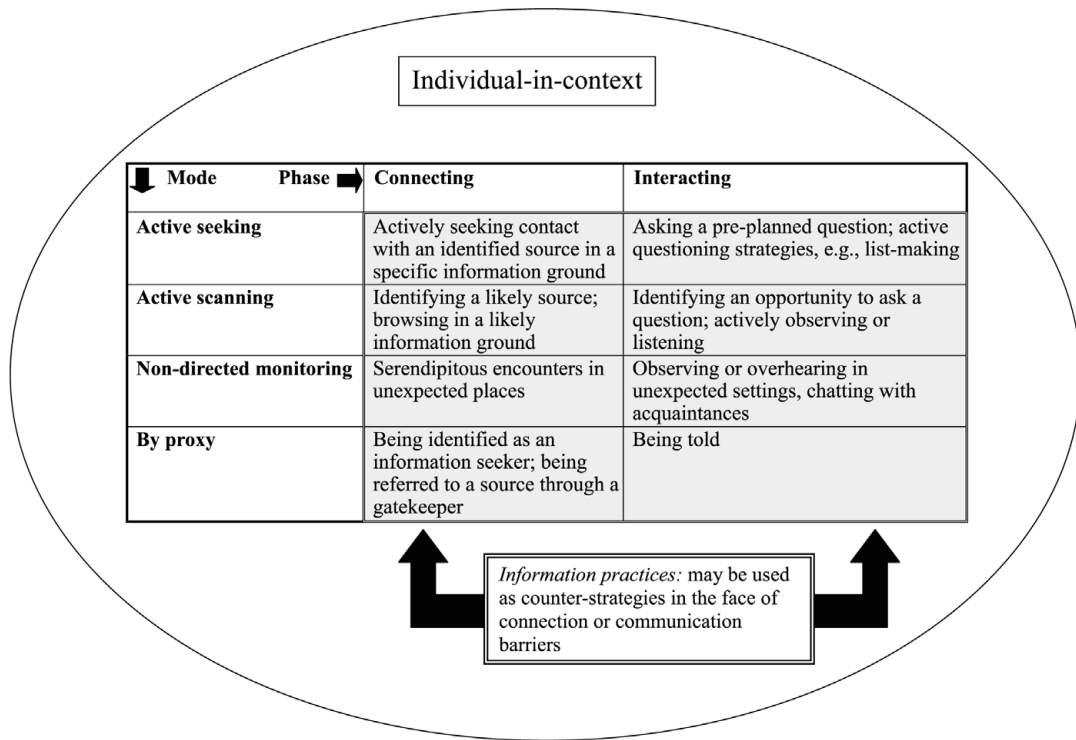 Individual-in-context
Mode Phase Connecting Interacting
Active seeking
Actively seeking contact
with an identified source in a
specific information ground
Asking a pre-planned question; active
questioning strategies, e.g., list-making
Active scanning
Identifying a likely source;
browsing in a likely
information ground
Identifying an opportunity to ask a
question; actively observing or
listening
Non-directed monitoring
Serendipitous encounters in
unexpected places
Observing or overhearing in
unexpected settings, chatting with
acquaintances
By proxy
Being identified as an
information seeker; being
referred to a source through a
gatekeeper
Being told
Information practices: may be used
as counter-strategies in the face of
connection or communication
barriers